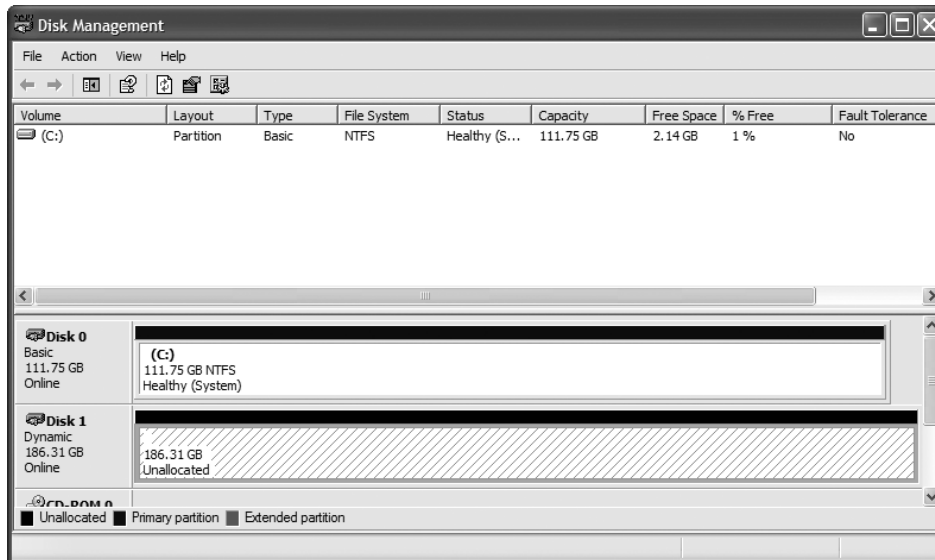 Disk Management
File Action View Help
Volume Layout Type File System Status Capacity Free Space % Free Fault Tolerance
(C:) Partition Basic NTFS Healthy (S... 111.75 GB 2.14 GB 1 % No
Disk 0
Basic
111.75 GB
Online
(C:)
111.75 GB NTFS
Healthy (System)
Disk 1
Dynamic
186.31 GB
Online
186.31 GB
Unallocated
CD-ROM 0
Unallocated Primary partition Extended partition